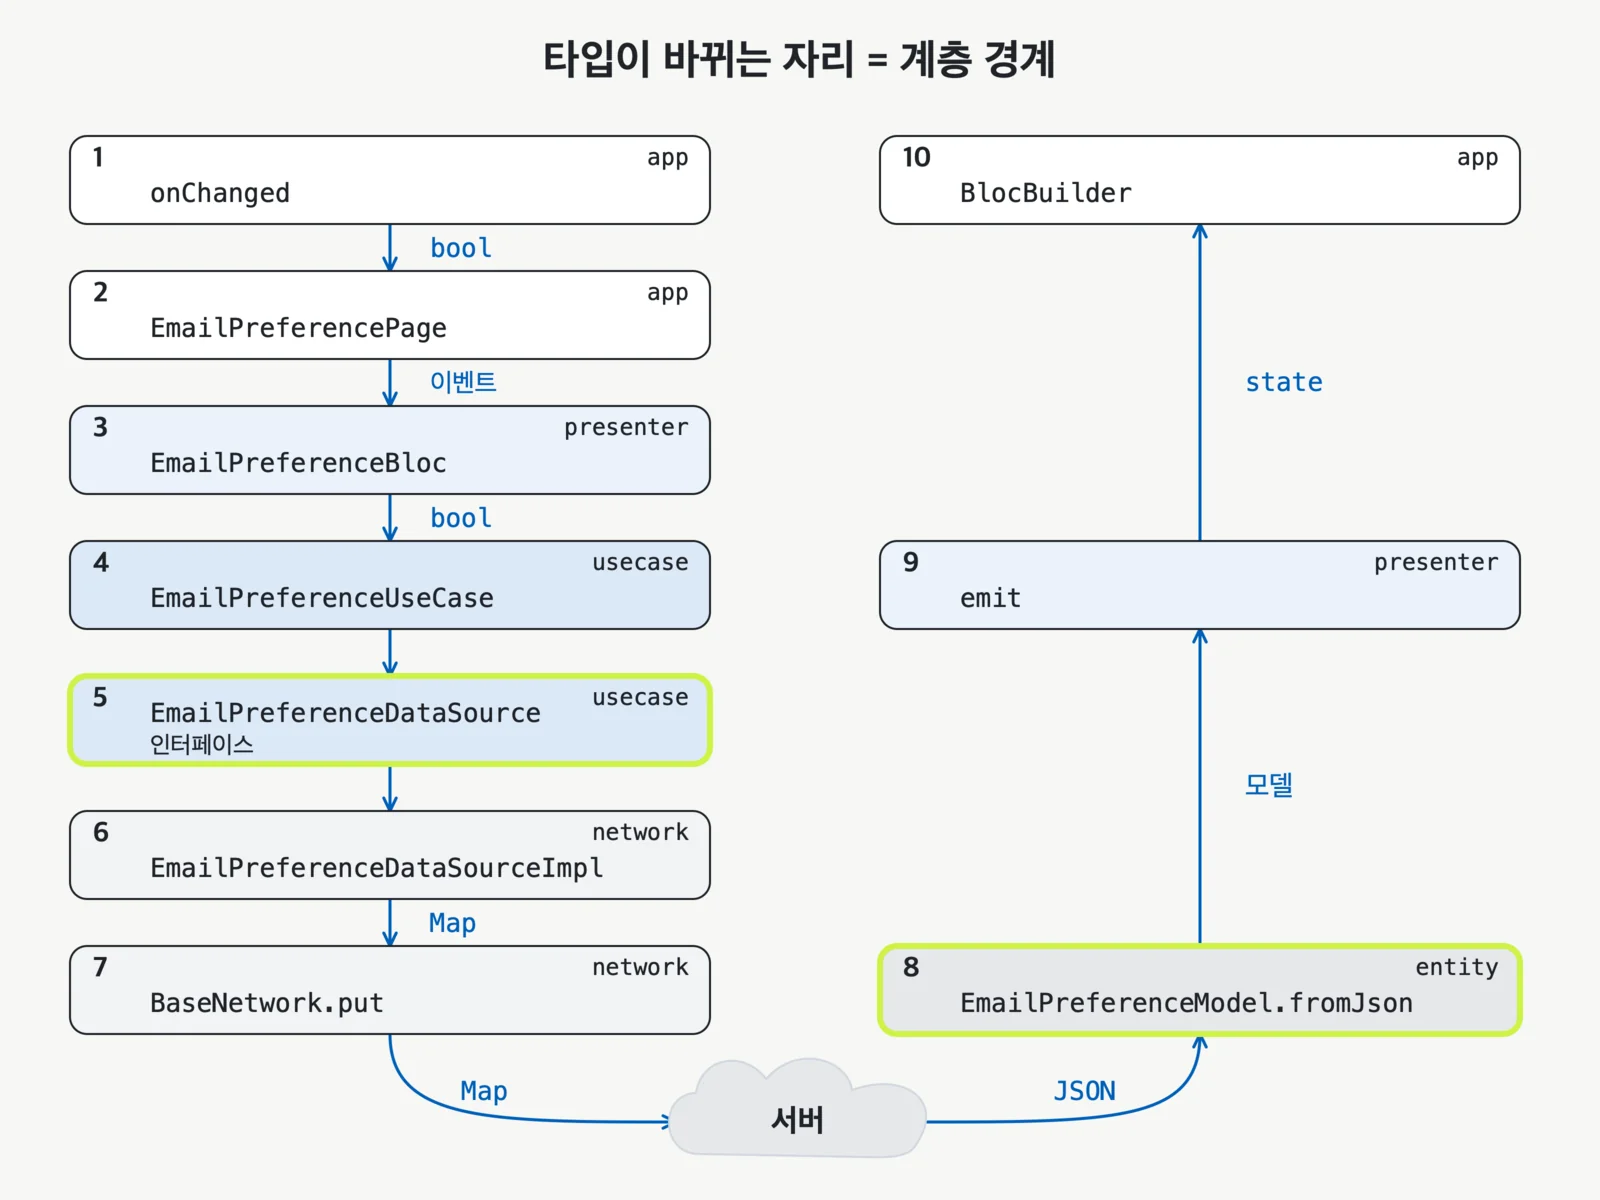 타입이 바뀌는 자리 = 계층 경계
1
app
onChanged
bool
2
app
EmailPreferencePage
이벤트
3
presenter
EmailPreferenceBloc
bool
4
usecase
EmailPreferenceUseCase
5
usecase
EmailPreferenceDataSource
인터페이스
6
network
EmailPreferenceDataSourceImpl
Map
7
network
BaseNetwork.put
Map
서버
JSON
8
entity
EmailPreferenceModel.fromJson
모델
9
presenter
emit
state
10
app
BlocBuilder